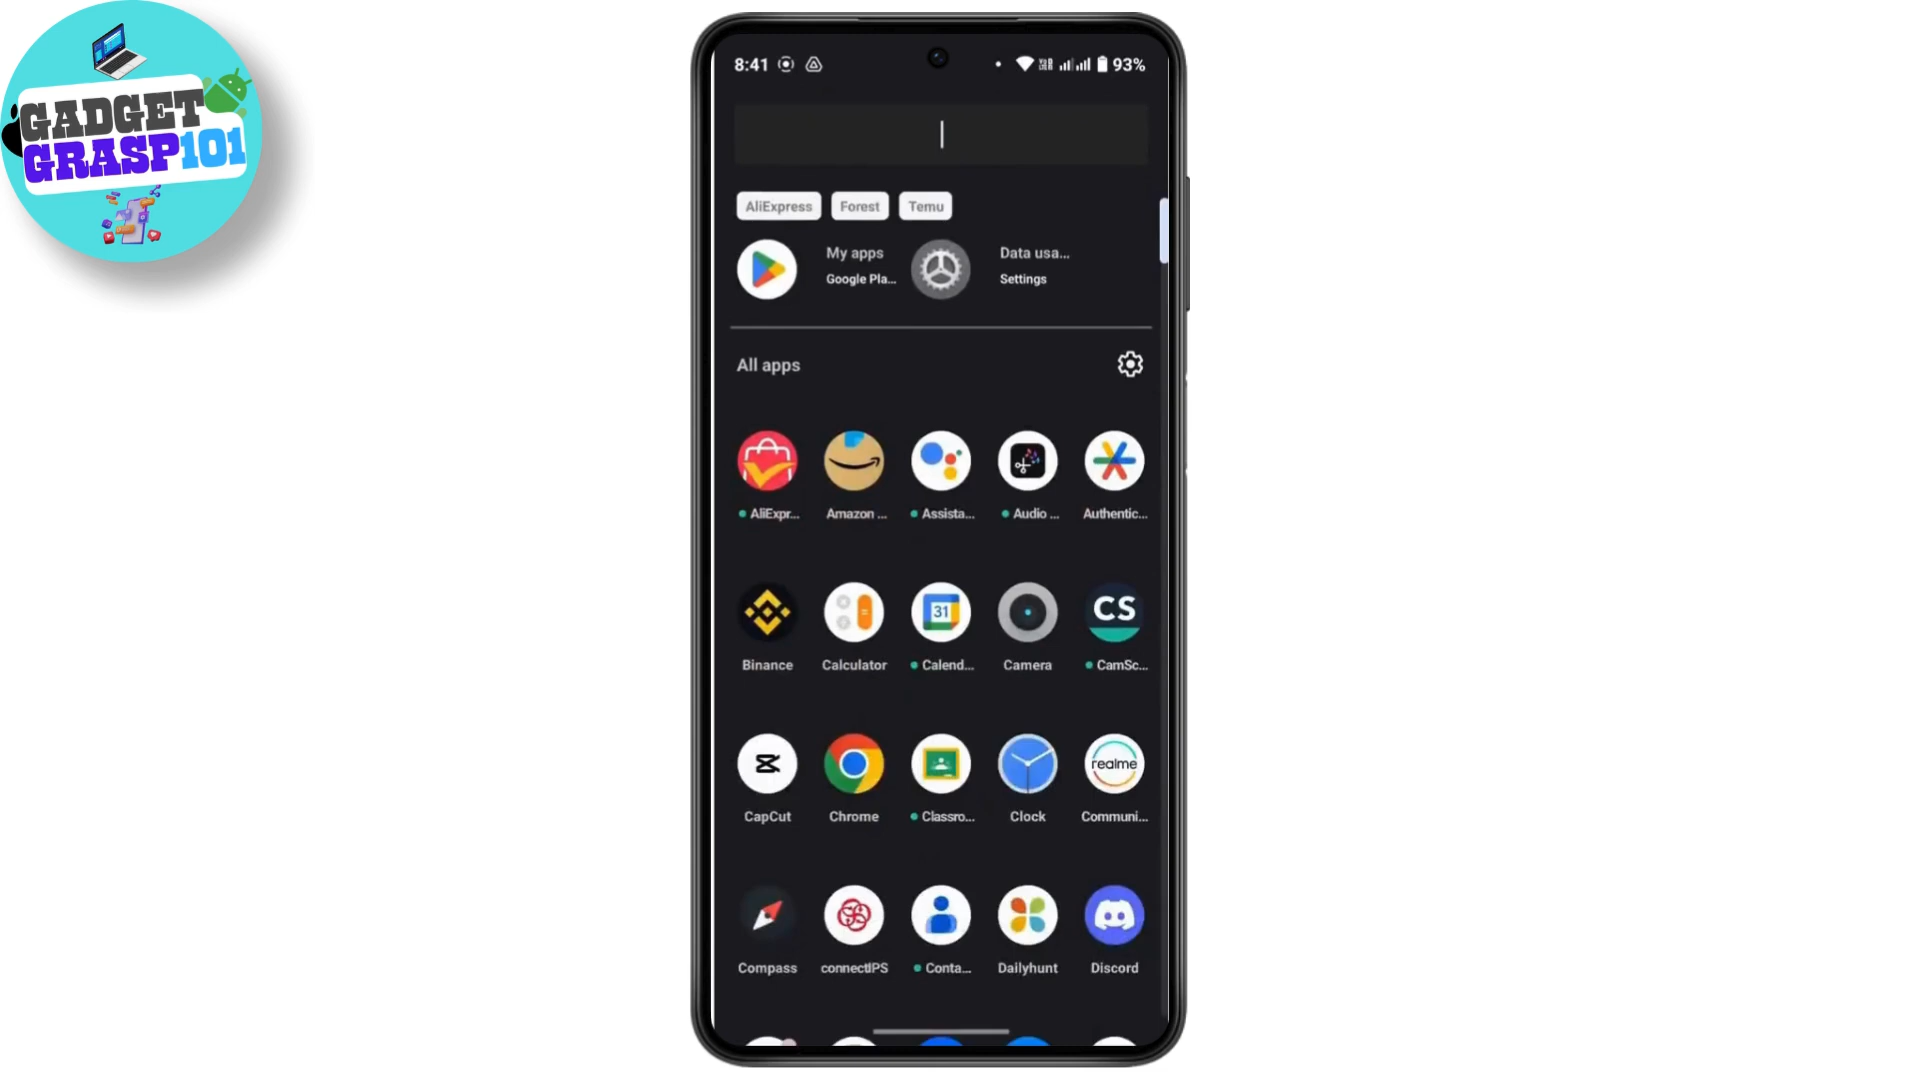 GADGET
GRASP101
8:41 93%
AliExpress Forest Temu
My apps Data usa...
Google Pla... Settings
All apps
AliExpr... Amazon ... Assista... Audio ... Authentic...
31 CS
Binance Calculator Calend... Camera CamSc...
realme
CapCut Chrome Classro... Clock Communi...
Compass connectIPS Conta... Dailyhunt Discord